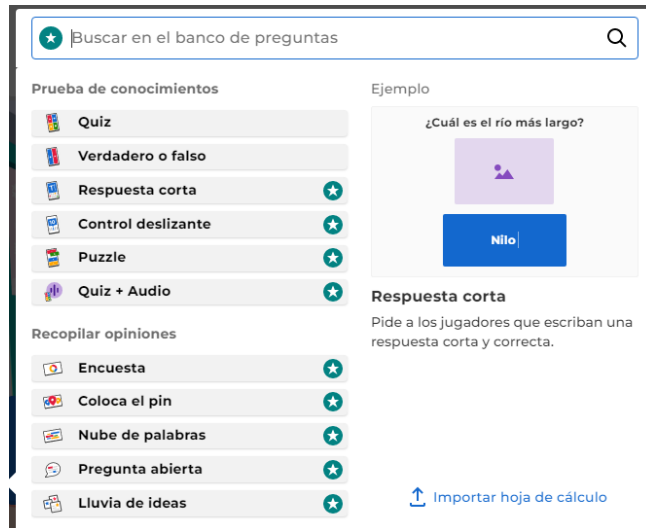 Buscar en el banco de preguntas
Prueba de conocimientos
Quiz
Verdadero o falso
Respuesta corta
Control deslizante
Puzzle
Quiz + Audio
Recopilar opiniones
Encuesta
Coloca el pin
Nube de palabras
Pregunta abierta
Lluvia de ideas
Ejemplo
¿Cuál es el río más largo?
Nilo
Respuesta corta
Pide a los jugadores que escriban una
respuesta corta y correcta.
Importar hoja de cálculo